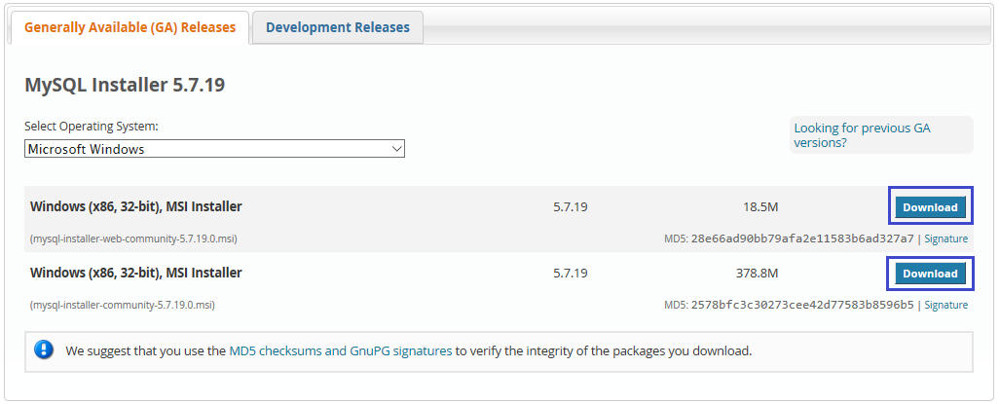 Generally Available (GA) Releases
Development Releases
MySQL Installer 5.7.19
Select Operating System:
Microsoft Windows
Looking for previous GA
versions?
Windows (x86, 32-bit), MSI Installer 5.7.19 18.5M Download
(mysql-installer-web-community-5.7.19.0.msi) MD5: 28e66ad90bb79afa2e11583b6ad327a7 | Signature
Windows (x86, 32-bit), MSI Installer 5.7.19 378.8M Download
(mysql-installer-community-5.7.19.0.msi) MD5: 2578bfc3c30273cee42d77583b8596b5 | Signature
We suggest that you use the MD5 checksums and GnuPG signatures to verify the integrity of the packages you download.